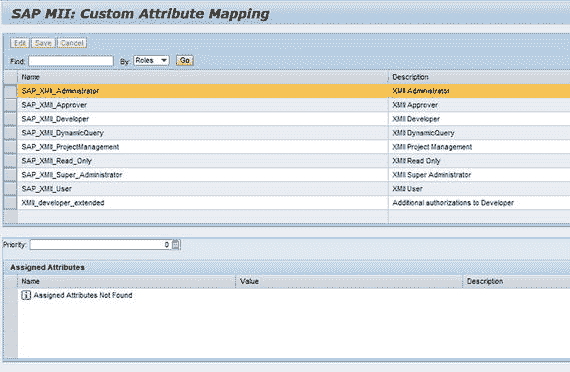 SAP MII: Custom Attribute Mapping
Edit Save Cancel
Find: By: Roles Go
Name Description
SAP_XMII_Administrator XMII Administrator
SAP_XMII_Approver XMII Approver
SAP_XMII_Developer XMII Developer
SAP_XMII_DynamicQuery XMII DynamicQuery
SAP_XMII_ProjectManagement XMII Project Management
SAP_XMII_Read_Only XMII Read Only
SAP_XMII_Super_Administrator XMII Super Administrator
SAP_XMII_User XMII User
XMII_developer_extended Additional authorizations to Developer
Priority: 0
Assigned Attributes
Name Value Description
Assigned Attributes Not Found